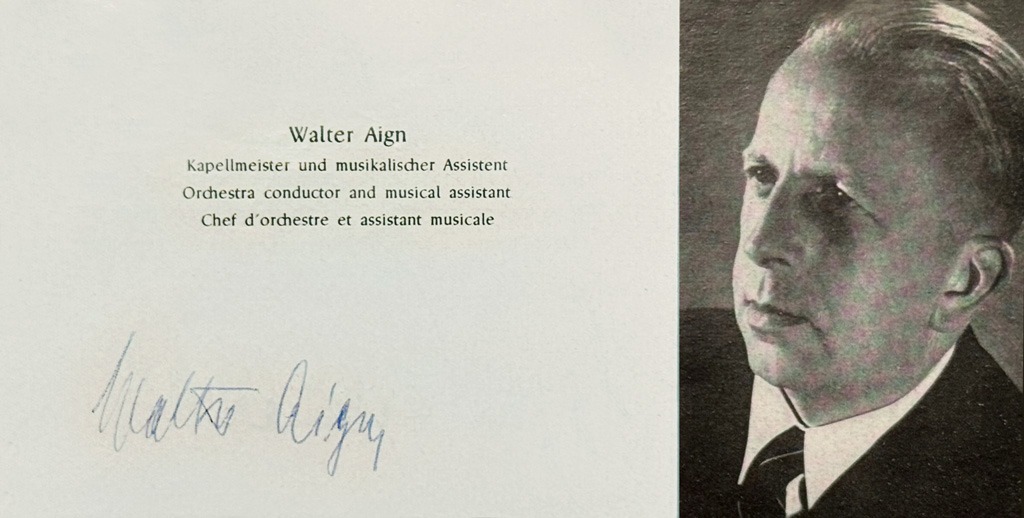 Walter Aign
Kapellmeister und musikalischer Assistent
Orchestra conductor and musical assistant
Chef d'orchestre et assistant musicale
Walter Aign